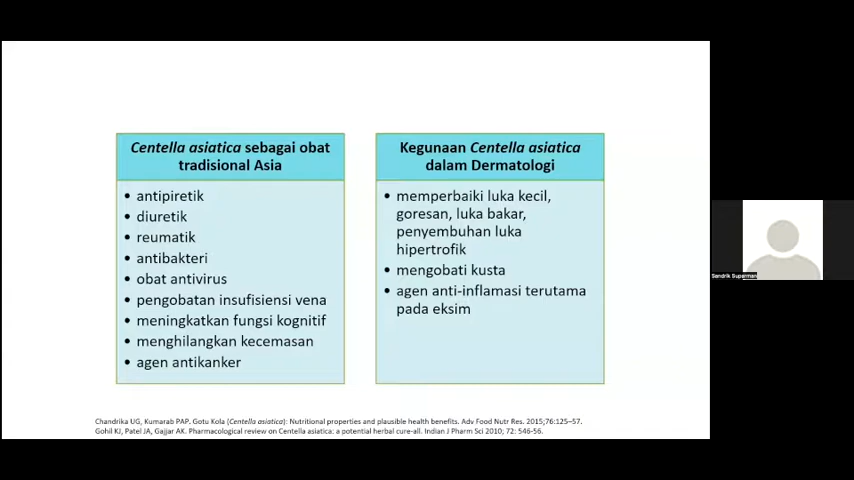 Centella asiatica sebagai obat
tradisional Asia
• antipiretik
• diuretik
• reumatik
• antibakteri
• obat antivirus
• pengobatan insufisiensi vena
• meningkatkan fungsi kognitif
• menghilangkan kecemasan
• agen antikanker
Kegunaan Centella asiatica
dalam Dermatologi
• memperbaiki luka kecil,
goresan, luka bakar,
penyembuhan luka
hipertrofik
• mengobati kusta
• agen anti-inflamasi terutama
pada eksim
Chandrika UG, Kumarab PAP. Gotu Kola (Centella asiatica): Nutritional properties and plausible health benefits. Adv Food Nutr Res. 2015;76:125–57.
Gohil KJ, Patel JA, Gajjar AK. Pharmacological review on Centella asiatica: a potential herbal cure-all. Indian J Pharm Sci 2010; 72: 546-56.
Sandrik Suparman